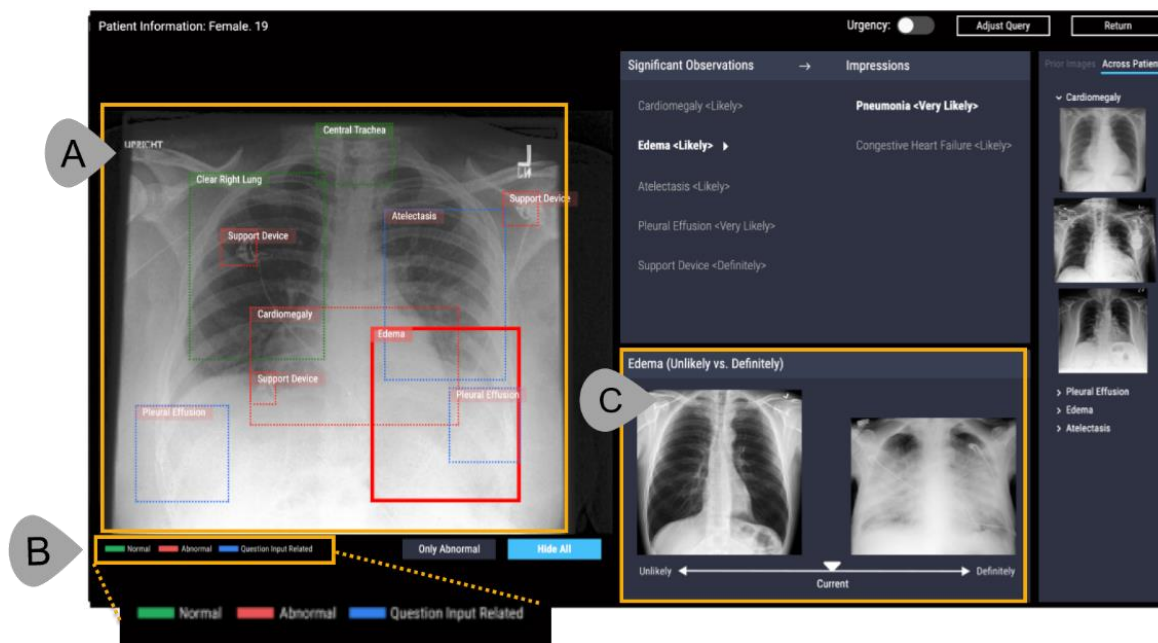 Patient Information: Female. 19
Urgency:
Adjust Query
Return
Significant Observations → Impressions
Prior Images Across Patien
Cardiomegaly <Likely>
Pneumonia <Very Likely>
Edema <Likely>
Congestive Heart Failure <Likely>
Atelectasis <Likely>
Pleural Effusion <Very Likely>
Support Device <Definitely>
Cardiomegaly
Pleural Effusion
Edema
Atelectasis
A
UPRICHT
Central Trachea
L
Clear Right Lung
Support Device
Atelectasis
Support Device
Cardiomegaly
Edema
Support Device
Pleural Effusion
Pleural Effusion
B
Normal Abnormal Question Input Related
Only Abnormal
Hide All
Normal Abnormal Question Input Related
C
Edema (Unlikely vs. Definitely)
Unlikely
Definitely
Current